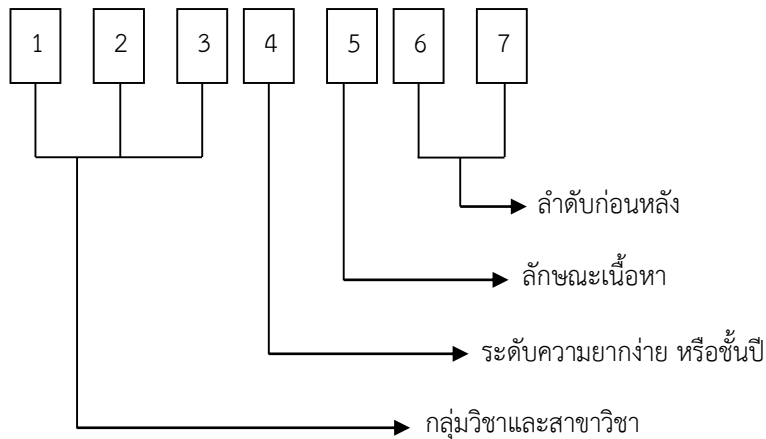 1 2 3 4 5 6 7
ลำดับก่อนหลัง
ลักษณะเนื้อหา
ระดับความยากง่าย หรือชั้นปี
กลุ่มวิชาและสาขาวิชา